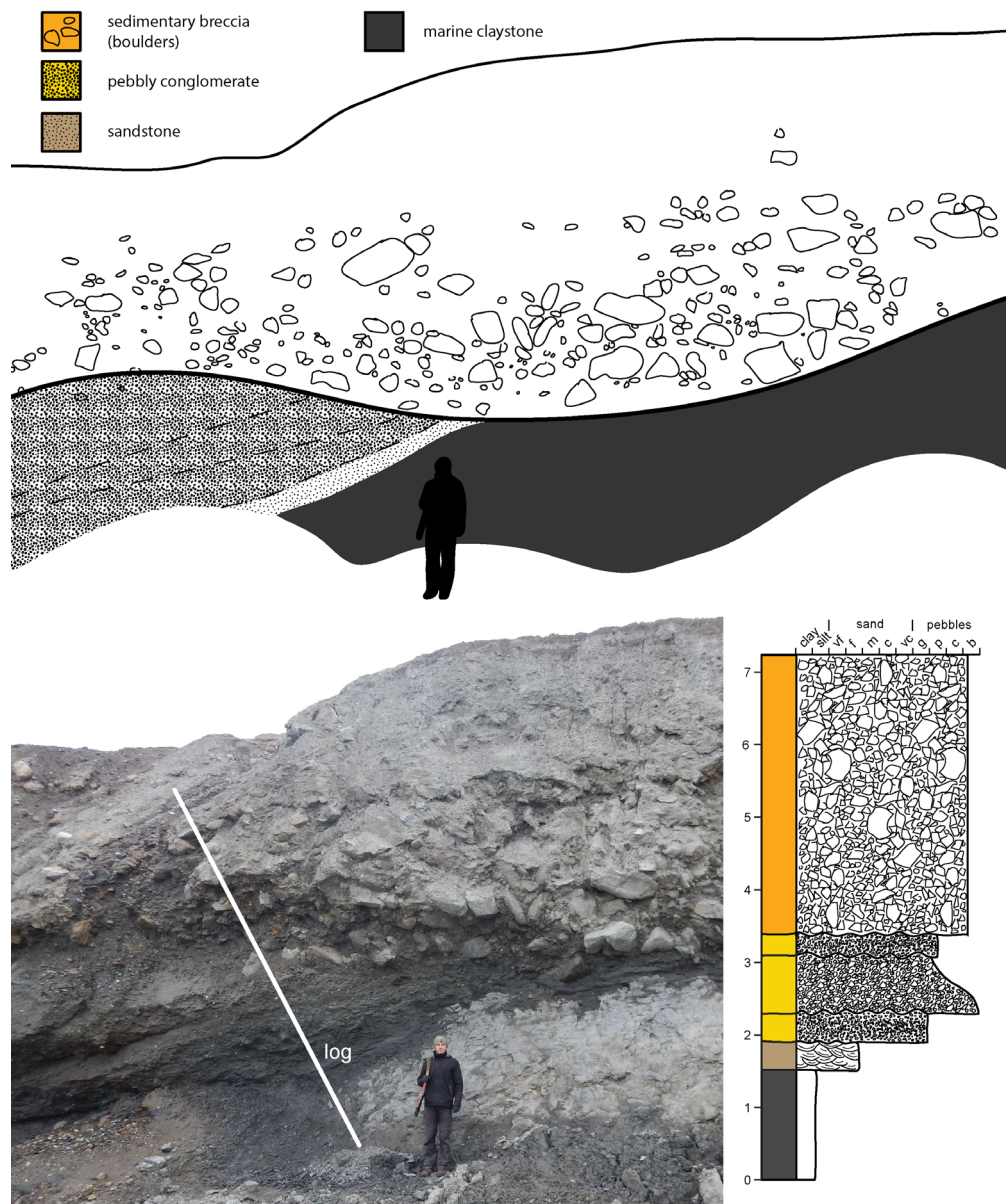 sedimentary breccia
(boulders)
marine claystone
pebbly conglomerate
sandstone
log
sand pebbles
clay silt vf f m c vc g p c b
7
6
5
4
3
2
1
0